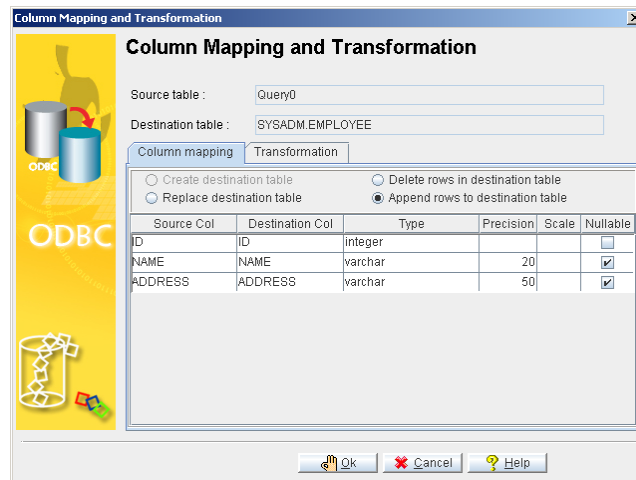 Column Mapping and Transformation
Column Mapping and Transformation
Source table : Query0
Destination table : SYSADM.EMPLOYEE
Column mapping Transformation
Create destination table Delete rows in destination table
Replace destination table Append rows to destination table
Source Col Destination Col Type Precision Scale Nullable
ID ID integer
NAME NAME varchar 20
ADDRESS ADDRESS varchar 50
ODBC
ODBC
Ok Cancel Help